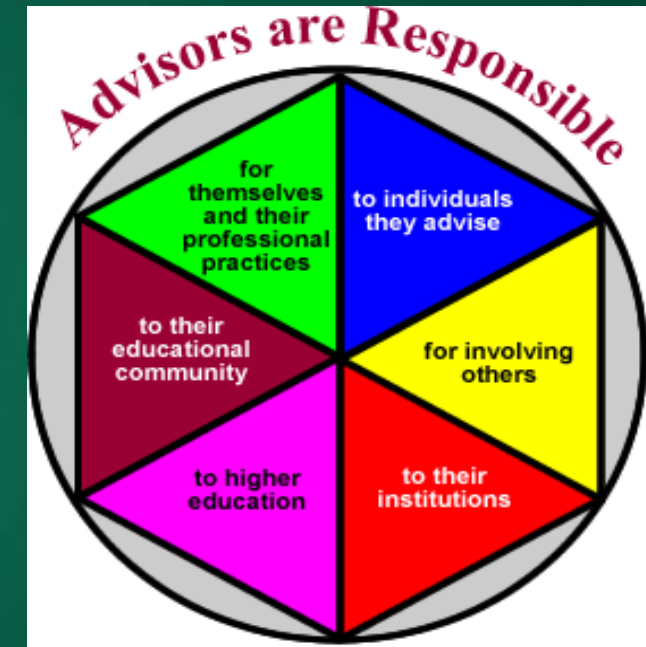 Advisors are Responsible
for
themselves
and their
professional
practices
to individuals
they advise
to their
educational
community
for involving
others
to higher
education
to their
institutions